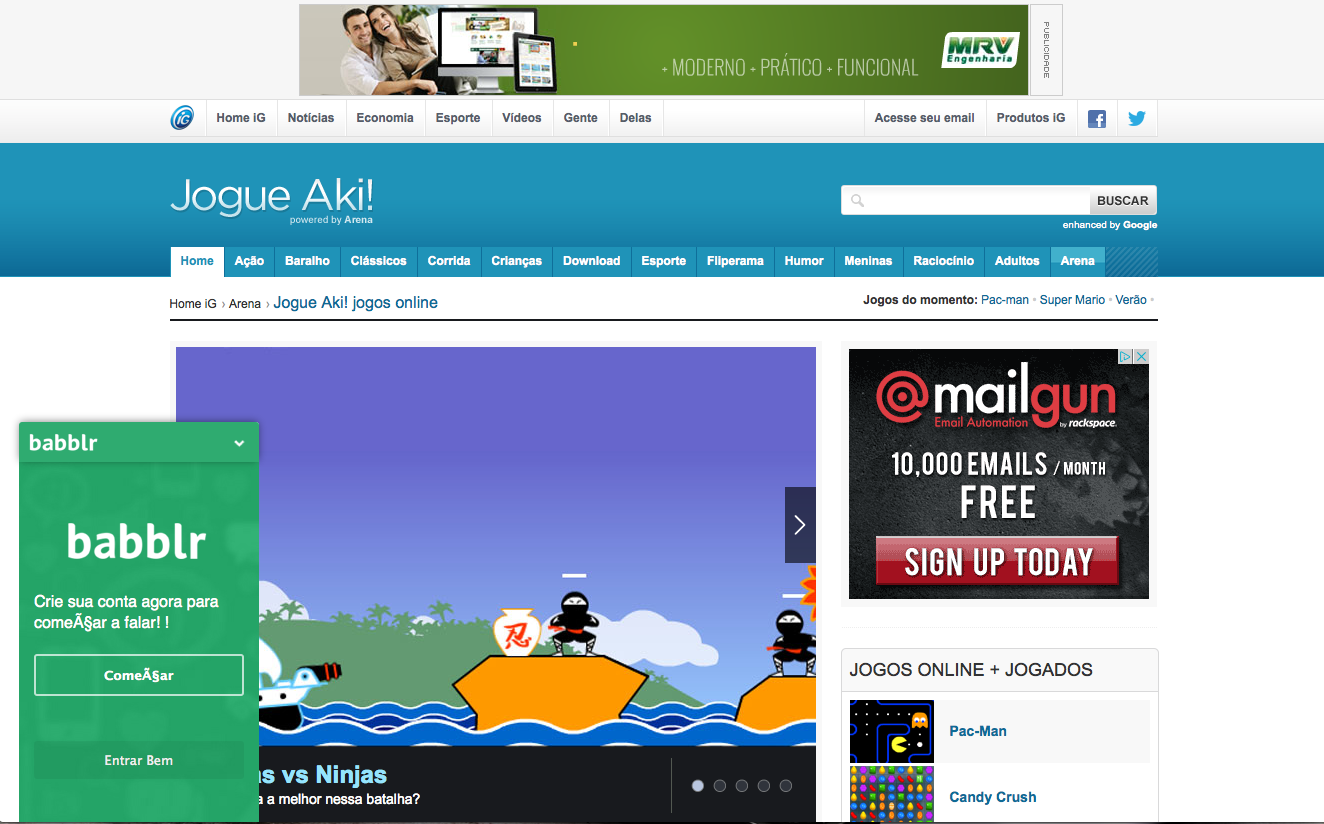 + MODERNO + PRÁTICO + FUNCIONAL
MRV
Engenharia
PUBLICIDADE
iG
Home iG
Notícias
Economia
Esporte
Vídeos
Gente
Delas
Acesse seu email
Produtos iG
Jogue Aki!
powered by Arena
BUSCAR
enhanced by Google
Home
Ação
Baralho
Clássicos
Corrida
Crianças
Download
Esporte
Fliperama
Humor
Meninas
Raciocínio
Adultos
Arena
Home iG › Arena › Jogue Aki! jogos online
Jogos do momento: Pac-man • Super Mario • Verão •
babblr
babblr
Crie sua conta agora para
comeÃ§ar a falar! !
ComeÃ§ar
Entrar Bem
忍
as vs Ninjas
a a melhor nessa batalha?
@mailgun
Email Automation
by rackspace.
10,000 EMAILS / MONTH
FREE
SIGN UP TODAY
JOGOS ONLINE + JOGADOS
Pac-Man
Candy Crush